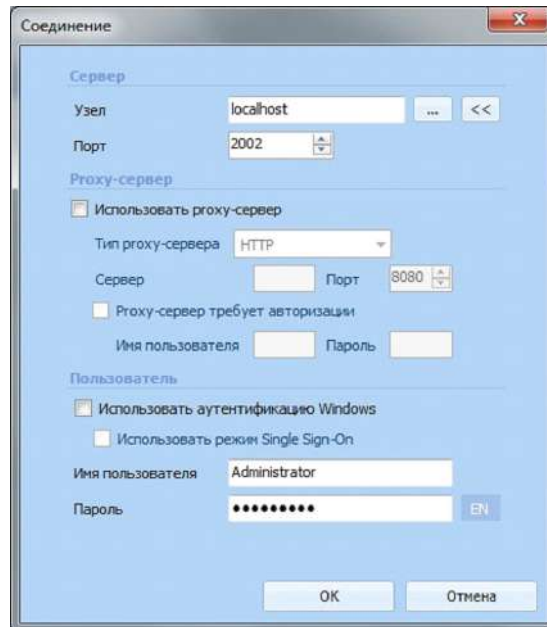 Соединение
Сервер
Узел localhost ... <<
Порт 2002
Proxy-сервер
Использовать proxy-сервер
Тип proxy-сервера HTTP
Сервер Порт 8080
Proxy-сервер требует авторизации
Имя пользователя Пароль
Пользователь
Использовать аутентификацию Windows
Использовать режим Single Sign-On
Имя пользователя Administrator
Пароль ●●●●●●●●● EN
ОК Отмена